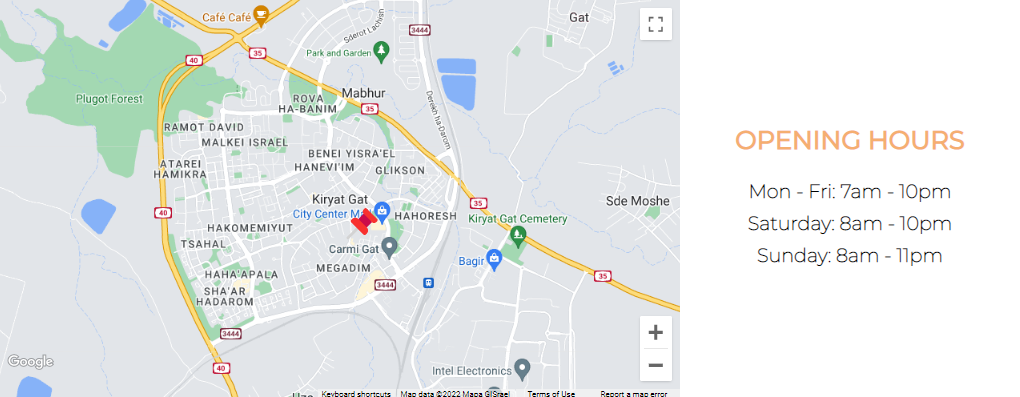 Café Café
Gat
Sderot Lachish
3444
40
35
Park and Garden
Plugot Forest
Mabhur
ROVA
HA-BANIM
35
Derekh ha-Darom
RAMOT DAVID
MALKEI ISRAEL
BENEI YISRA'EL
ATAREI
HAMIKRA
HANEVI'IM
GLIKSON
Kiryat Gat
35
Sde Moshe
40
City Center
HAHORESH
Kiryat Gat Cemetery
HAKOMEMIYUT
TSAHAL
Carmi Gat
Bagir
MEGADIM
HAHA'APALA
35
3444
SHA'AR
HADAROM
3444
Google
40
Intel Electronics
Keyboard shortcuts
Map data ©2022 Mapa GISrael
Terms of Use
Report a map error
OPENING HOURS
Mon - Fri: 7am - 10pm
Saturday: 8am - 10pm
Sunday: 8am - 11pm